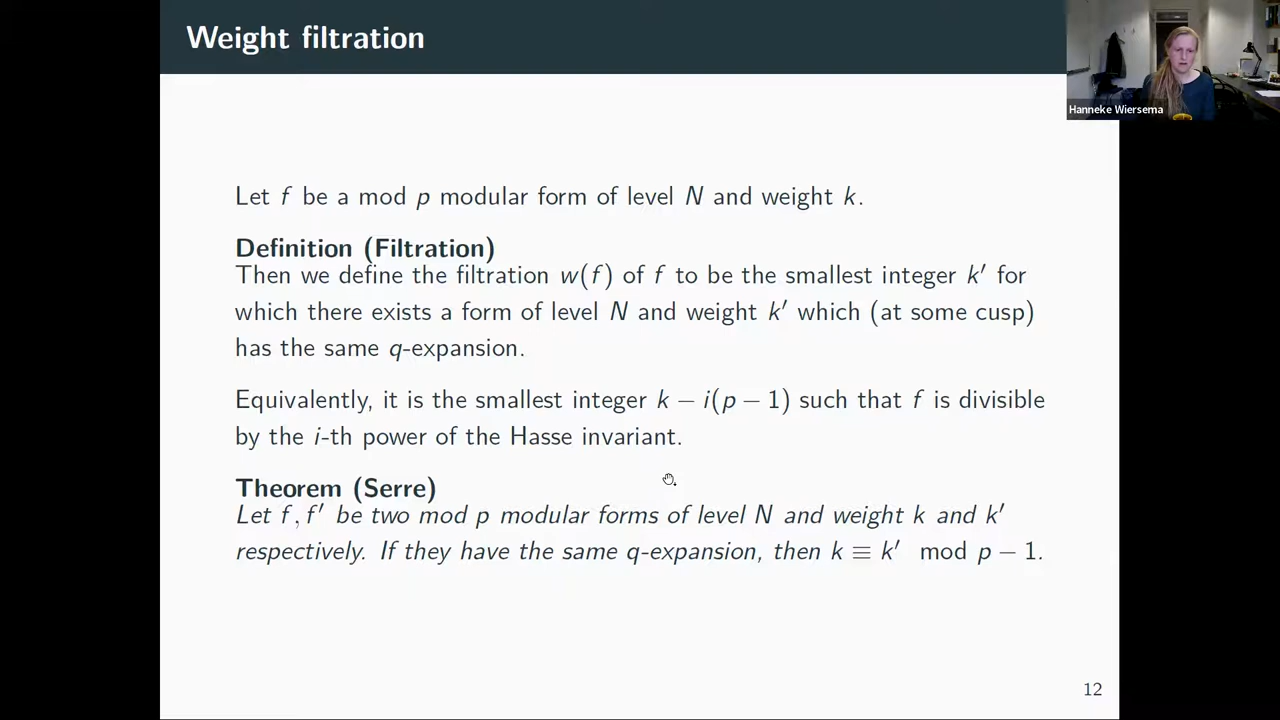 Weight filtration
Hanneke Wiersema
Let f be a mod p modular form of level N and weight k.
Definition (Filtration)
Then we define the filtration w(f) of f to be the smallest integer k′ for
which there exists a form of level N and weight k′ which (at some cusp)
has the same q-expansion.
Equivalently, it is the smallest integer k − i(p − 1) such that f is divisible
by the i-th power of the Hasse invariant.
Theorem (Serre)
Let f, f′ be two mod p modular forms of level N and weight k and k′
respectively. If they have the same q-expansion, then k ≡ k′ mod p − 1.
12